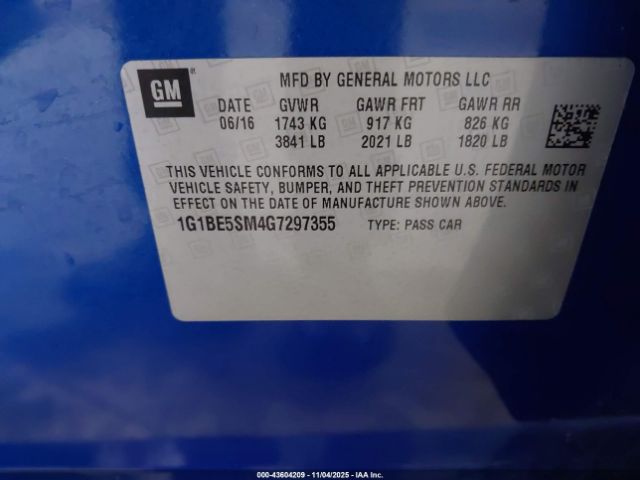 GM
MFD BY GENERAL MOTORS LLC
DATE GVWR GAWR FRT GAWR RR
06/16 1743 KG 917 KG 826 KG
3841 LB 2021 LB 1820 LB
THIS VEHICLE CONFORMS TO ALL APPLICABLE U.S. FEDERAL MOTOR
VEHICLE SAFETY, BUMPER, AND THEFT PREVENTION STANDARDS IN
EFFECT ON THE DATE OF MANUFACTURE SHOWN ABOVE.
1G1BE5SM4G7297355 TYPE: PASS CAR
000-43604209 - 11/04/2025 - IAA Inc.